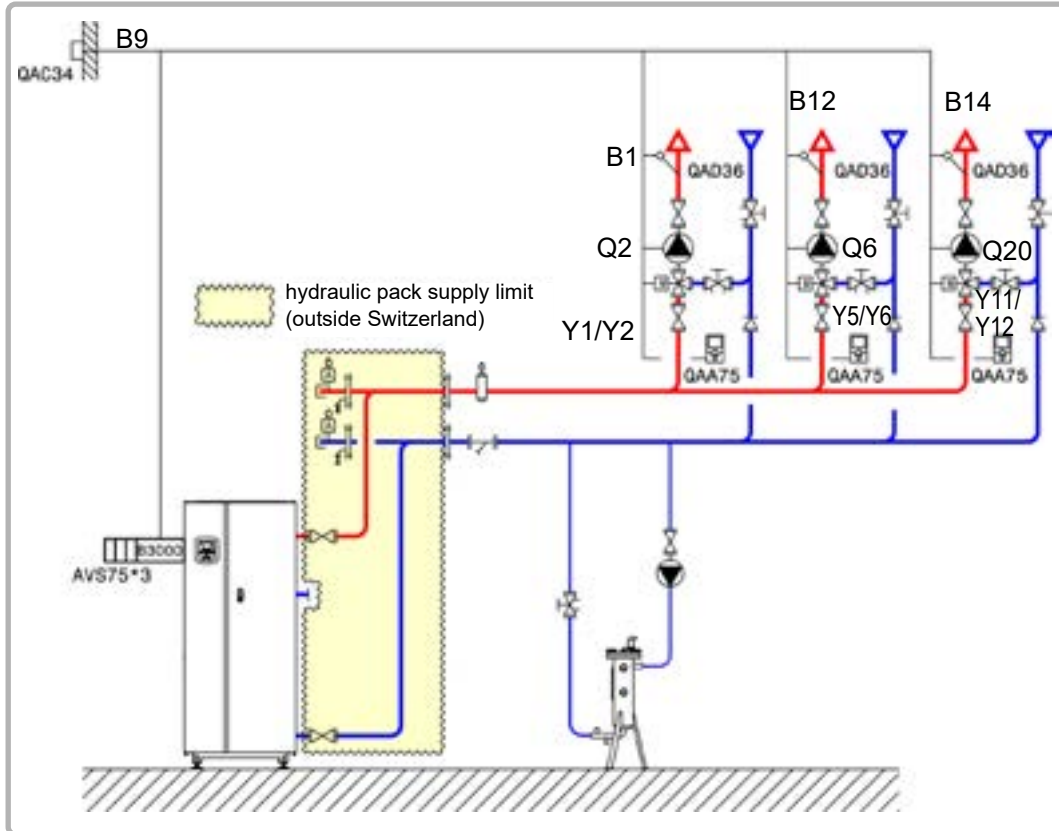 B9
QAC34
B12
B14
B1
QAD36
QAD36
QAD36
Q2
Q6
Q20
hydraulic pack supply limit
(outside Switzerland)
Y1/Y2
Y5/Y6
Y11/
Y12
QAA75
QAA75
QAA75
B3000
AVS75*3